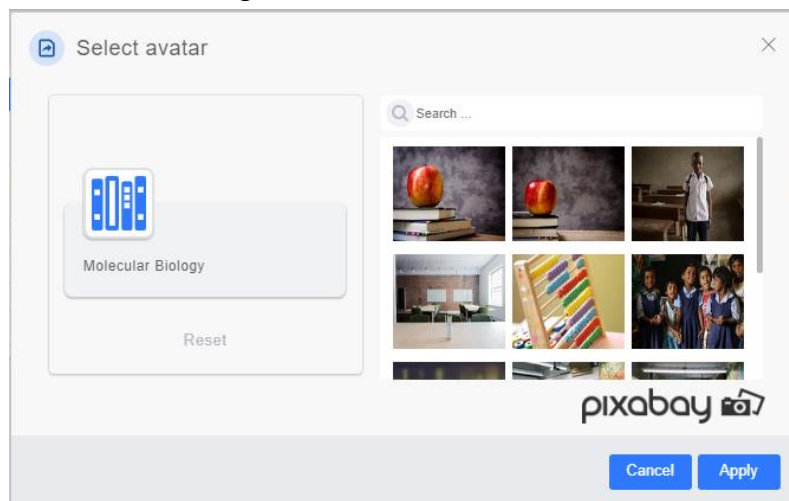 Select avatar
Search ...
Molecular Biology
Reset
pixabay
Cancel
Apply